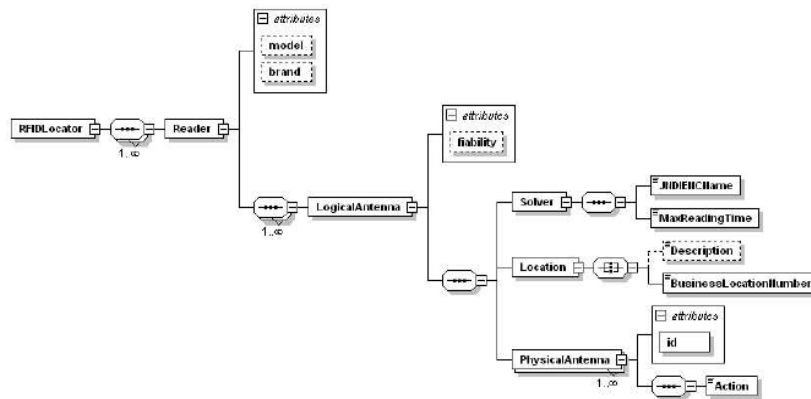 attributes
model
brand
RFIDLocator
Reader
1..∞
attributes
fiability
LogicalAntenna
1..∞
Solver
JNDIENCName
MaxReadingTime
Location
Description
BusinessLocationNumber
attributes
id
PhysicalAntenna
1..∞
Action